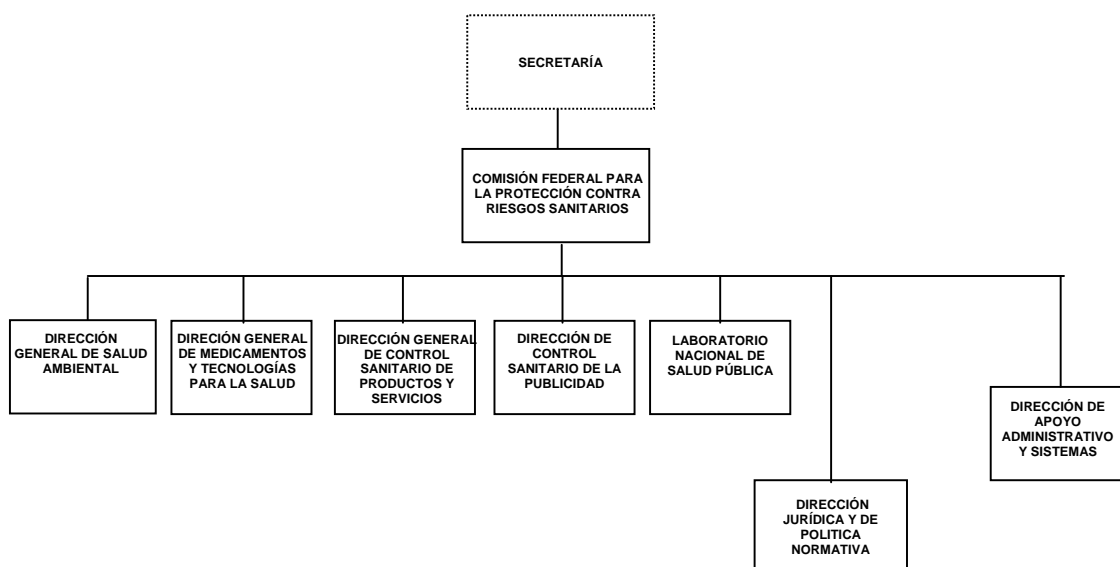 SECRETARÍA
COMISIÓN FEDERAL PARA
LA PROTECCIÓN CONTRA
RIESGOS SANITARIOS
DIRECCIÓN
GENERAL DE SALUD
AMBIENTAL
DIRECIÓN GENERAL
DE MEDICAMENTOS
Y TECNOLOGÍAS
PARA LA SALUD
DIRECCIÓN GENERAL
DE CONTROL
SANITARIO DE
PRODUCTOS Y
SERVICIOS
DIRECCIÓN DE
CONTROL
SANITARIO DE LA
PUBLICIDAD
LABORATORIO
NACIONAL DE
SALUD PÚBLICA
DIRECCIÓN
JURÍDICA Y DE
POLITICA
NORMATIVA
DIRECCIÓN DE
APOYO
ADMINISTRATIVO
Y SISTEMAS